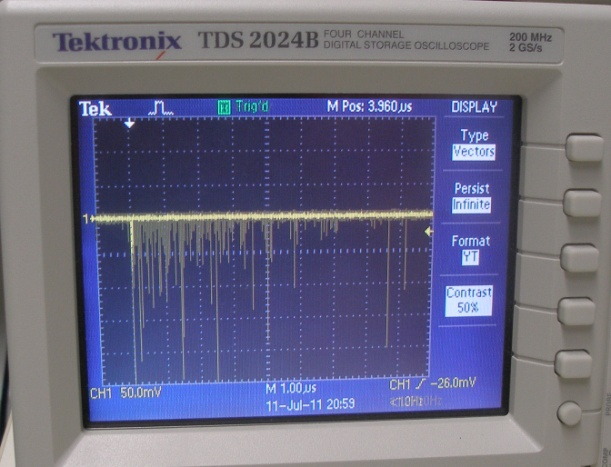 Tektronix TDS 2024B FOUR CHANNEL DIGITAL STORAGE OSCILLOSCOPE 200 MHz 2 GS/s
Tek Trig'd M Pos: 3.960µs DISPLAY
Type
Vectors
Persist
Infinite
Format
YT
Contrast
50%
1
CH1 50.0mV M 1.00µs CH1 -26.0mV
11-Jul-11 20:59